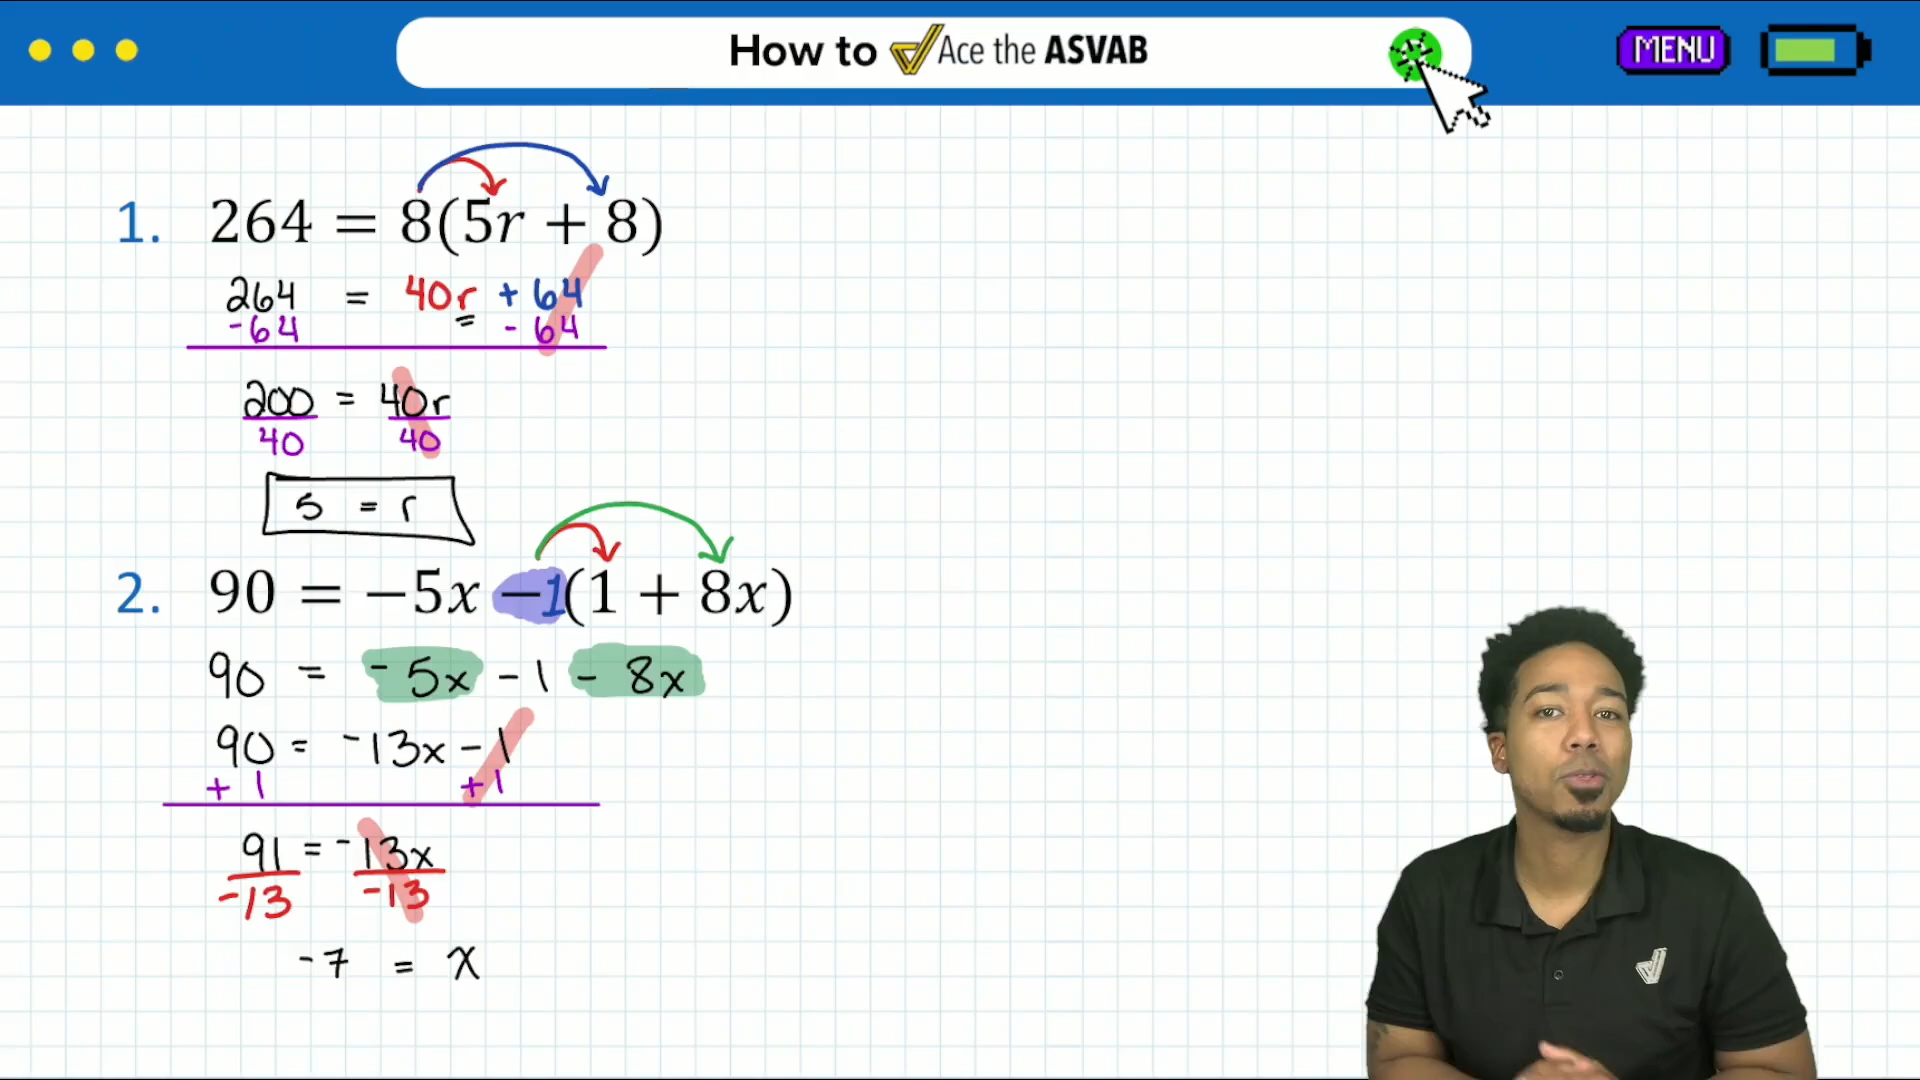 How to Ace the ASVAB
MENU
1. 264 = 8(5r + 8)
264 = 40r + 64
-64 - 64
200 = 40r
40 40
5 = r
2. 90 = −5x −1(1 + 8x)
90 = -5x - 1 - 8x
90 = -13x - 1
+ 1 + 1
91 = -13x
-13 -13
-7 = x